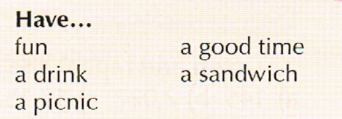 Have...
fun a good time
a drink a sandwich
a picnic